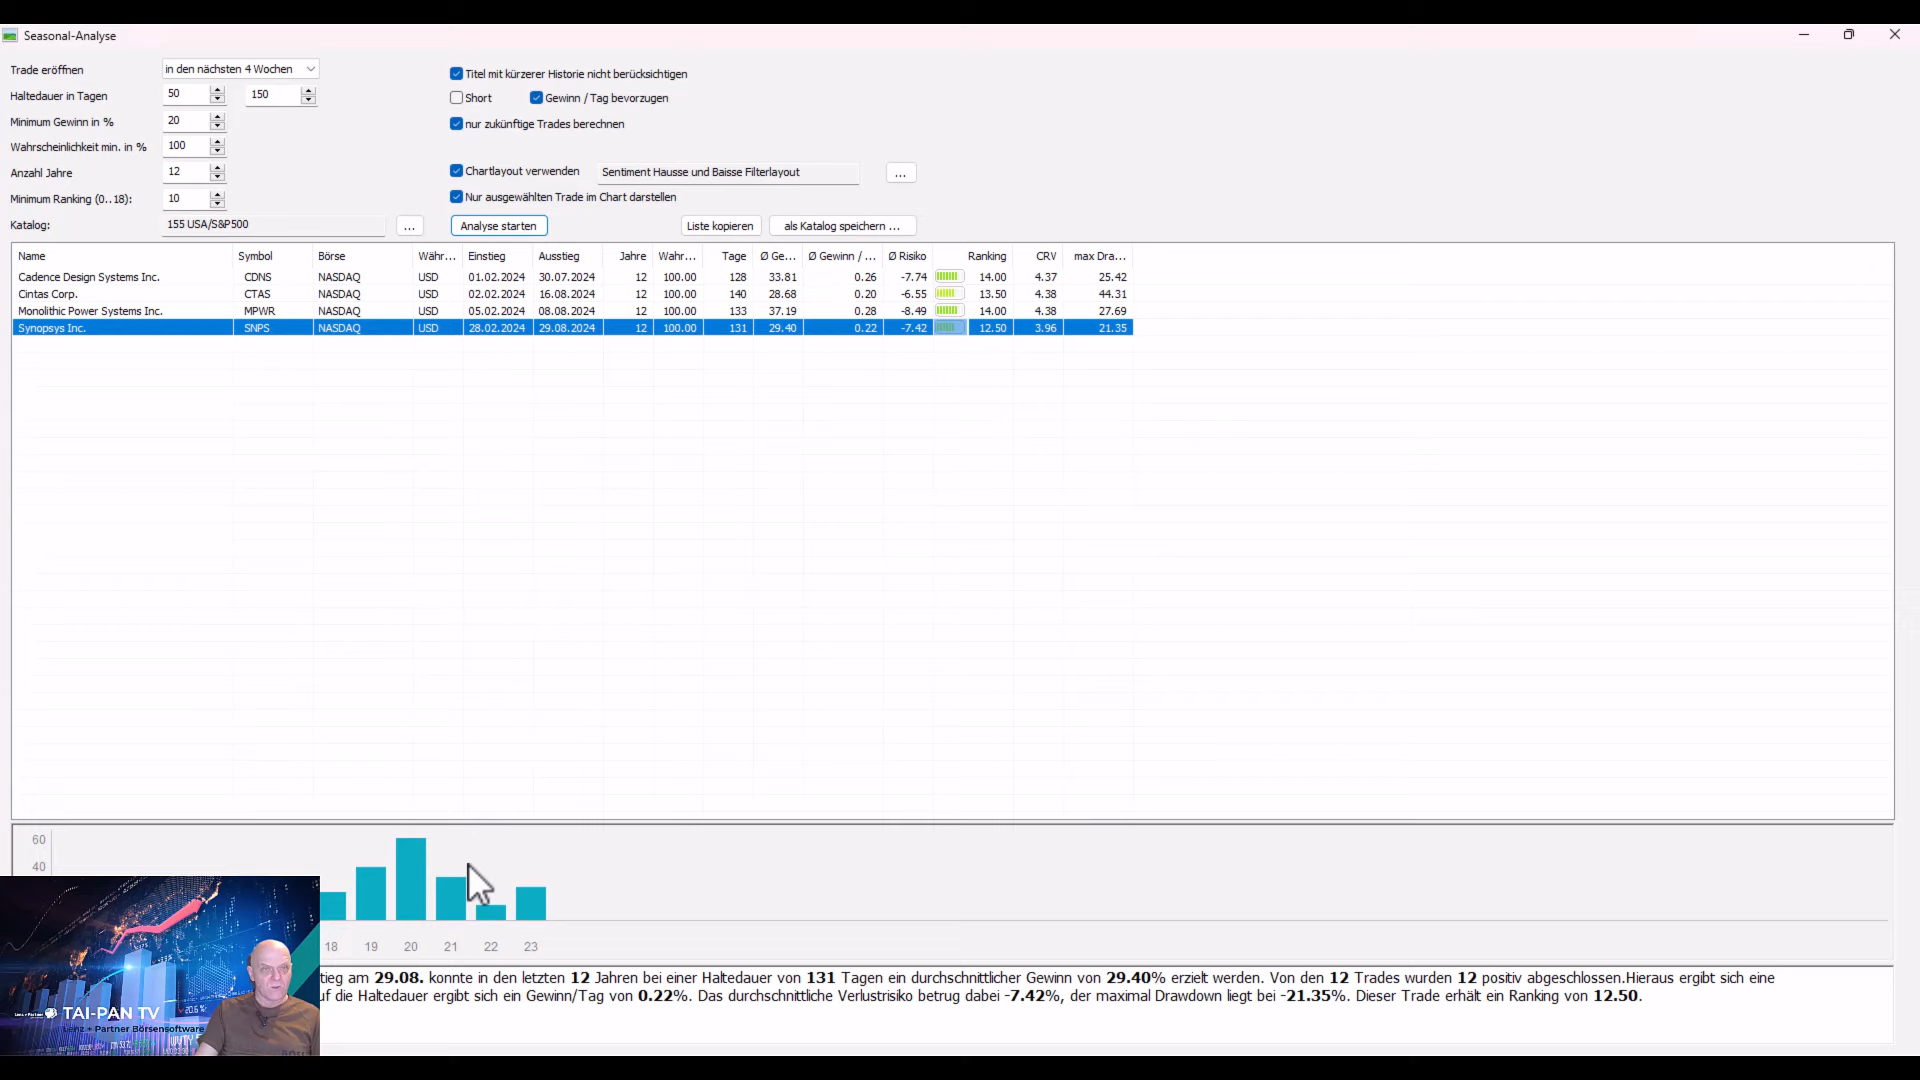 Seasonal-Analyse
Trade eröffnen in den nächsten 4 Wochen
Haltedauer in Tagen 50 150
Minimum Gewinn in % 20
Wahrscheinlichkeit min. in % 100
Anzahl Jahre 12
Minimum Ranking (0..18): 10
Katalog: 155 USA/S&P500 ...
Titel mit kürzerer Historie nicht berücksichtigen
Short Gewinn / Tag bevorzugen
nur zukünftige Trades berechnen
Chartlayout verwenden Sentiment Hausse und Baisse Filterlayout ...
Nur ausgewählten Trade im Chart darstellen
Analyse starten Liste kopieren als Katalog speichern ...
Name Symbol Börse Währ... Einstieg Ausstieg Jahre Wahr... Tage Ø Ge... Ø Gewinn / ... Ø Risiko Ranking CRV max Dra...
Cadence Design Systems Inc. CDNS NASDAQ USD 01.02.2024 30.07.2024 12 100.00 128 33.81 0.26 -7.74 14.00 4.37 25.42
Cintas Corp. CTAS NASDAQ USD 02.02.2024 16.08.2024 12 100.00 140 28.68 0.20 -6.55 13.50 4.38 44.31
Monolithic Power Systems Inc. MPWR NASDAQ USD 05.02.2024 08.08.2024 12 100.00 133 37.19 0.28 -8.49 14.00 4.38 27.69
Synopsys Inc. SNPS NASDAQ USD 28.02.2024 29.08.2024 12 100.00 131 29.40 0.22 -7.42 12.50 3.96 21.35
60
40
18 19 20 21 22 23
tieg am 29.08. konnte in den letzten 12 Jahren bei einer Haltedauer von 131 Tagen ein durchschnittlicher Gewinn von 29.40% erzielt werden. Von den 12 Trades wurden 12 positiv abgeschlossen.Hieraus ergibt sich eine
uf die Haltedauer ergibt sich ein Gewinn/Tag von 0.22%. Das durchschnittliche Verlustrisiko betrug dabei -7.42%, der maximal Drawdown liegt bei -21.35%. Dieser Trade erhält ein Ranking von 12.50.
TAI-PAN TV
Lenz + Partner Börsensoftware